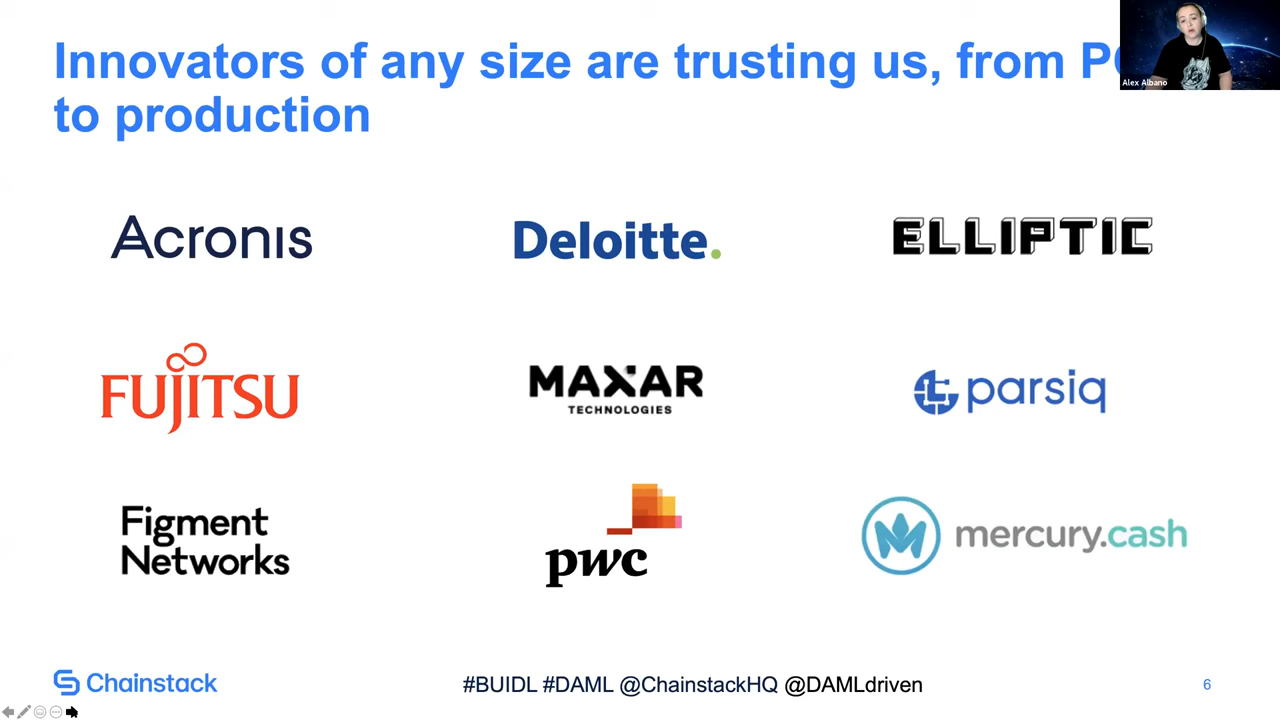 Innovators of any size are trusting us, from
to production
Alex Albano
Acronis
Deloitte.
ELLIPTIC
FUJITSU
MAXAR
TECHNOLOGIES
parsiq
Figment
Networks
pwc
mercury.cash
Chainstack
#BUIDL #DAML @ChainstackHQ @DAMLdriven
6